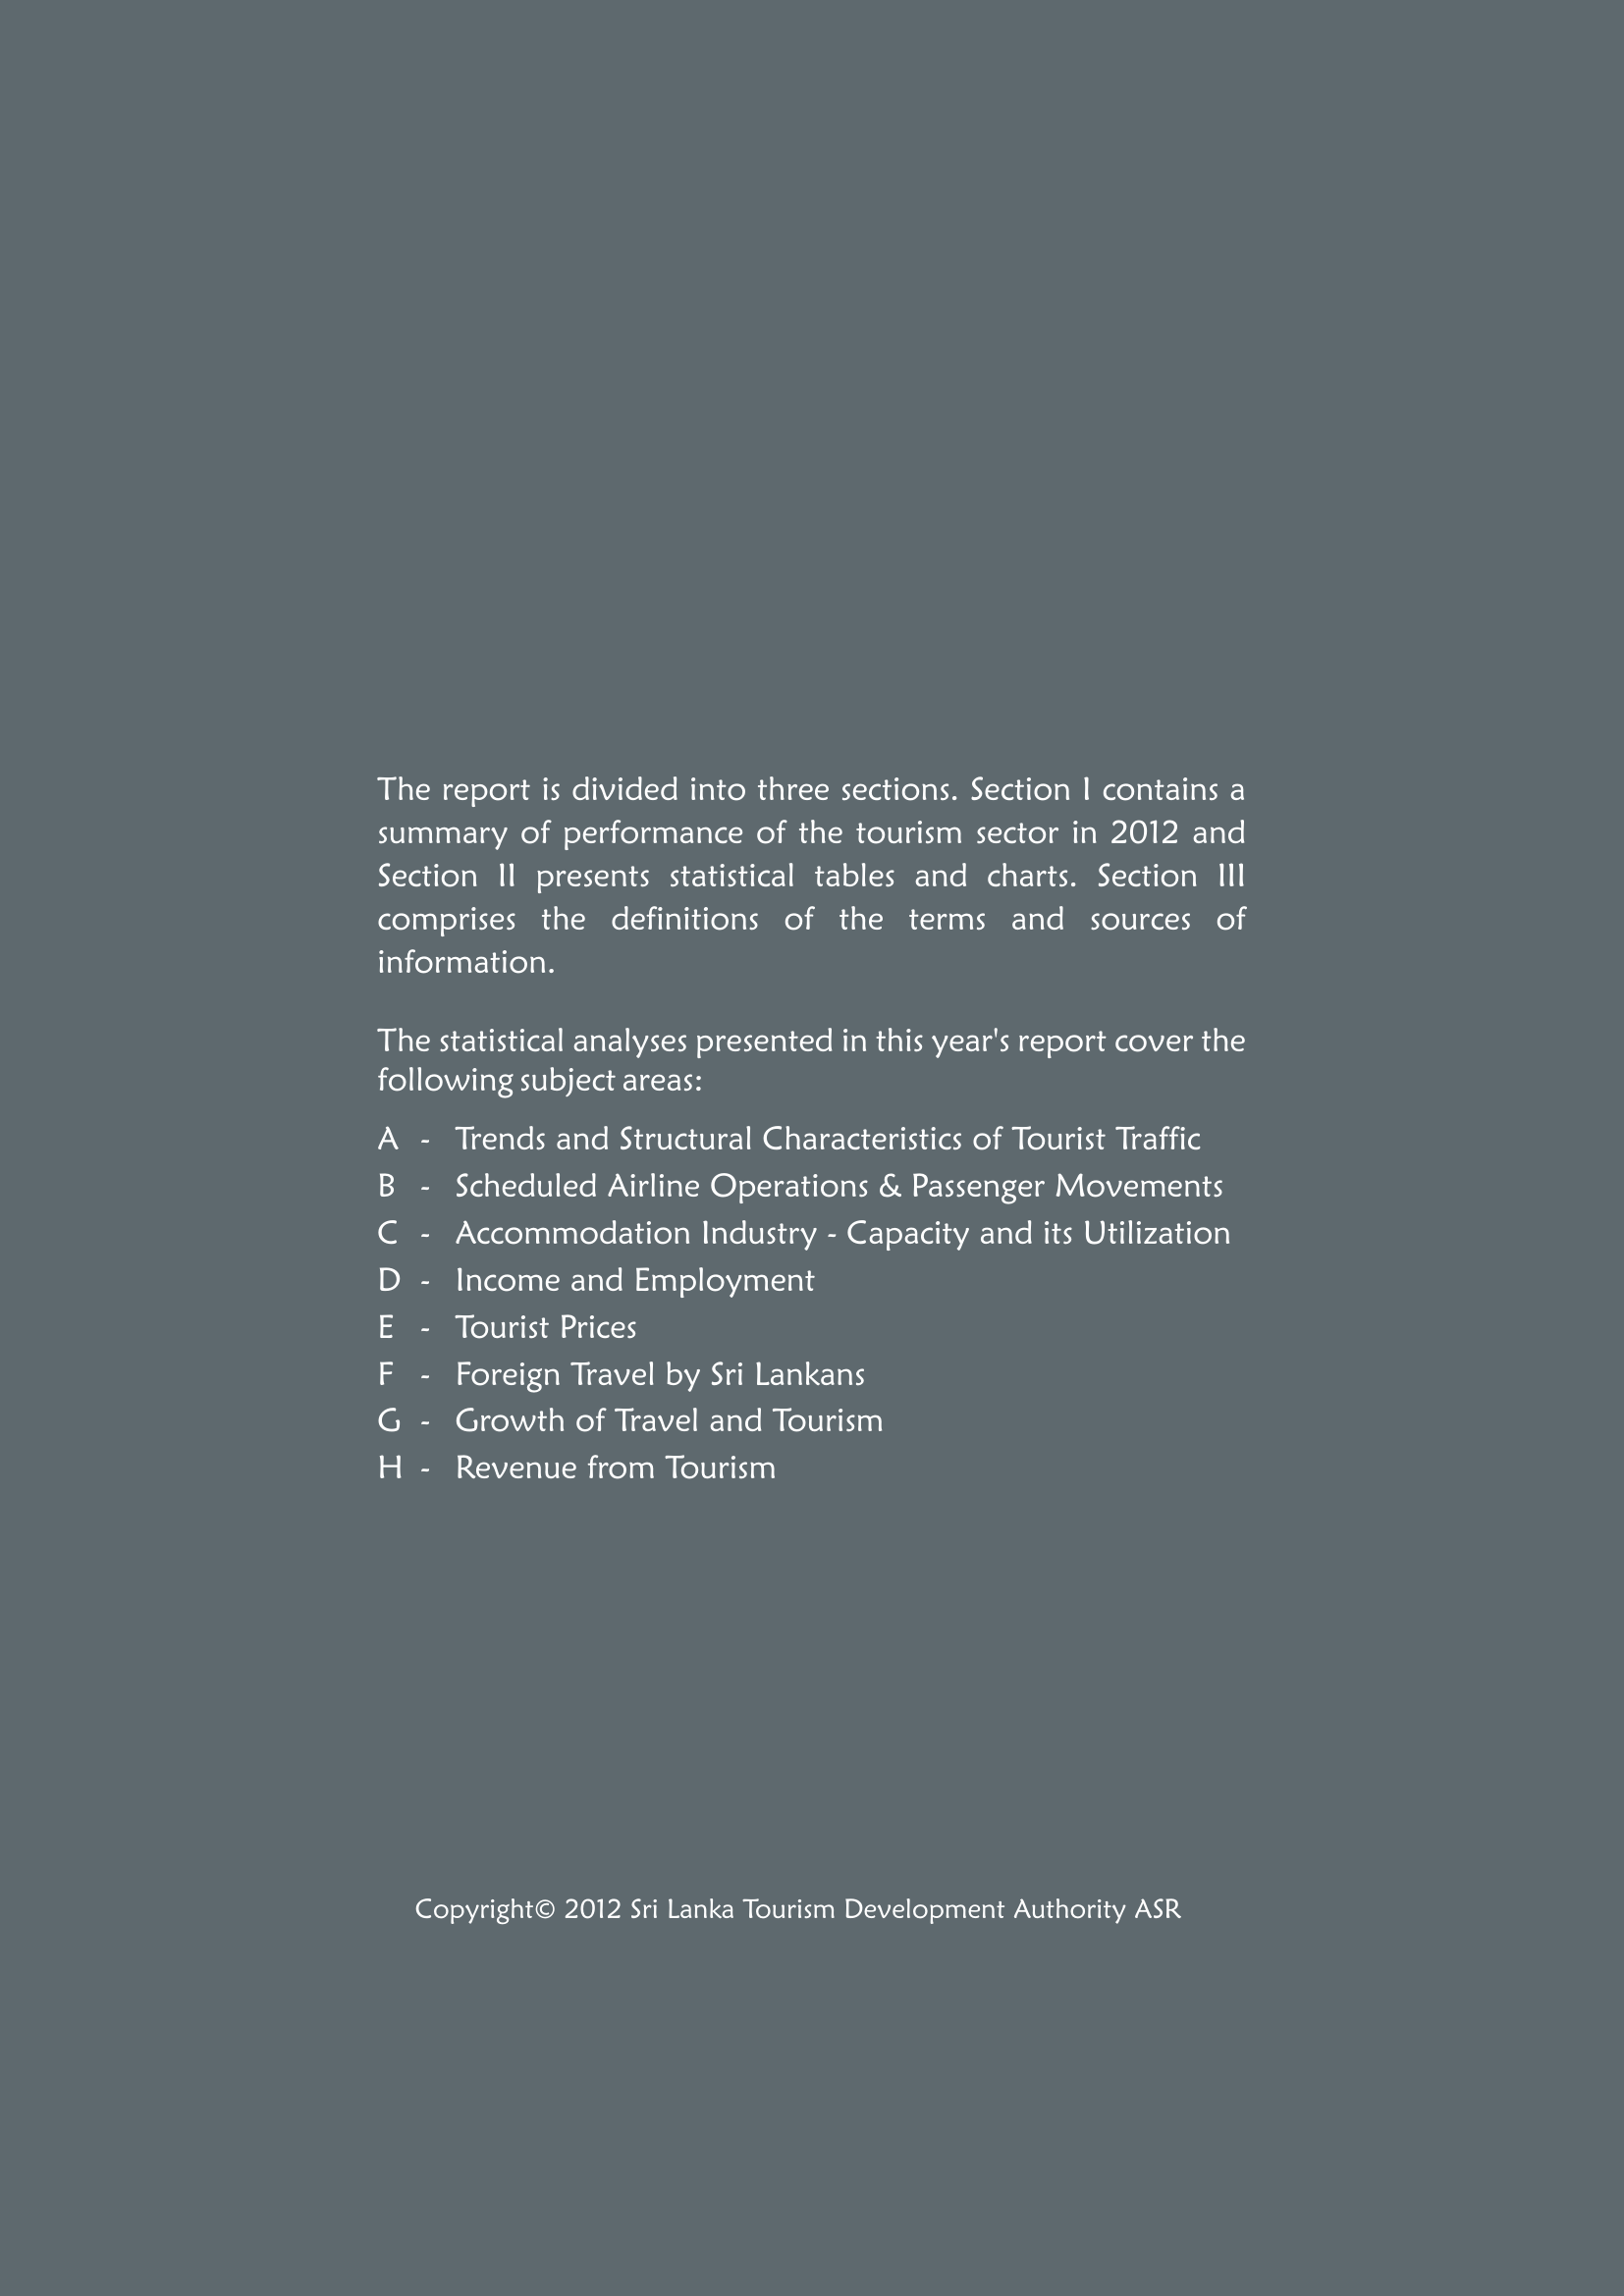 The report is divided into three sections. Section I contains a
summary of performance of the tourism sector in 2012 and
Section II presents statistical tables and charts. Section III
comprises the definitions of the terms and sources of
information.
The statistical analyses presented in this year's report cover the
following subject areas:
A - Trends and Structural Characteristics of Tourist Traffic
B - Scheduled Airline Operations & Passenger Movements
C - Accommodation Industry - Capacity and its Utilization
D - Income and Employment
E - Tourist Prices
F - Foreign Travel by Sri Lankans
G - Growth of Travel and Tourism
H - Revenue from Tourism
Copyright© 2012 Sri Lanka Tourism Development Authority ASR